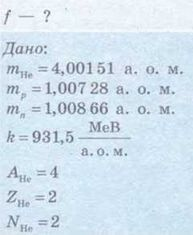 f — ?
Дано:
m_He = 4,001 51 а. о. м.
m_p = 1,007 28 а. о. м.
m_n = 1,008 66 а. о. м.
k = 931,5 МеВ / а. о. м.
A_He = 4
Z_He = 2
N_He = 2